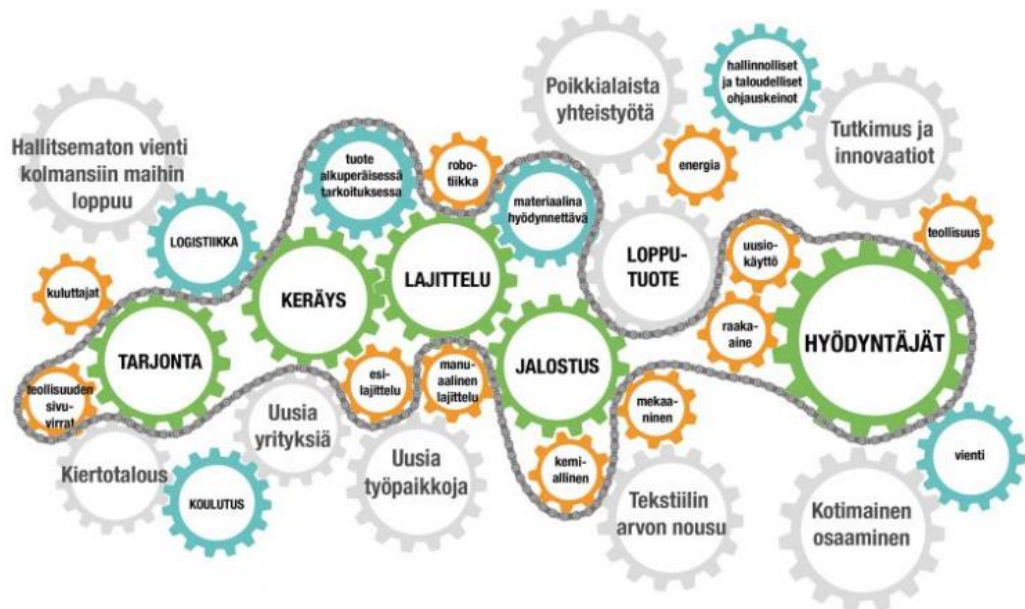 Hallitsematon vienti
kolmansiin maihin
loppuu
kuluttajat
LOGISTIIKKA
TARJONTA
teollisuuden
sivu-
virrat
Kiertotalous
KOULUTUS
KERÄYS
Uusia
yrityksiä
tuote
alkuperäisessä
tarkoituksessa
esi-
lajittelu
robo-
tiikka
LAJITTELU
manu-
aalinen
lajittelu
Uusia
työpaikkoja
materiaalina
hyödynnettävä
JALOSTUS
kemi-
allinen
mekaa-
ninen
Tekstiilin
arvon nousu
Poikkialaista
yhteistyötä
energia
hallinnolliset
ja taloudelliset
ohjauskeinot
LOPPU-
TUOTE
uusio-
käyttö
raaka-
aine
Tutkimus ja
innovaatiot
teollisuus
HYÖDYNTÄJÄT
vienti
Kotimainen
osaaminen